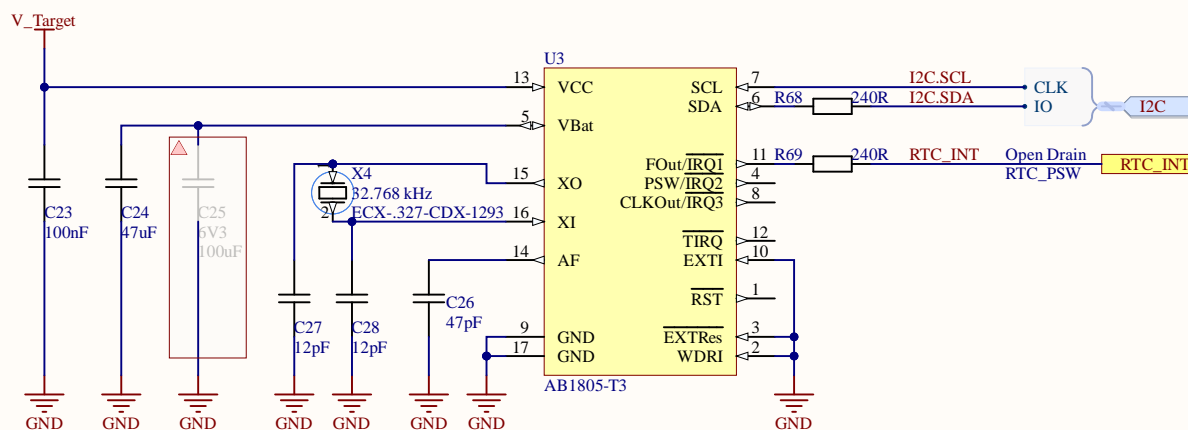 V_Target
U3
13
VCC
SCL
7
I2C.SCL
CLK
SDA
6
R68
240R
I2C.SDA
IO
I2C
5
VBat
FOut/IRQ1
11
R69
240R
RTC_INT
Open Drain
RTC_PSW
RTC_INT
X4
15
XO
PSW/IRQ2
4
32.768 kHz
CLKOut/IRQ3
8
C23
100nF
C24
47uF
C25
6V3
100uF
2
ECX-.327-CDX-1293
16
XI
TIRQ
12
14
AF
EXTI
10
C27
12pF
C28
12pF
C26
47pF
RST
1
9
GND
EXTRes
3
17
GND
WDRI
2
AB1805-T3
GND
GND
GND
GND
GND
GND
GND
GND